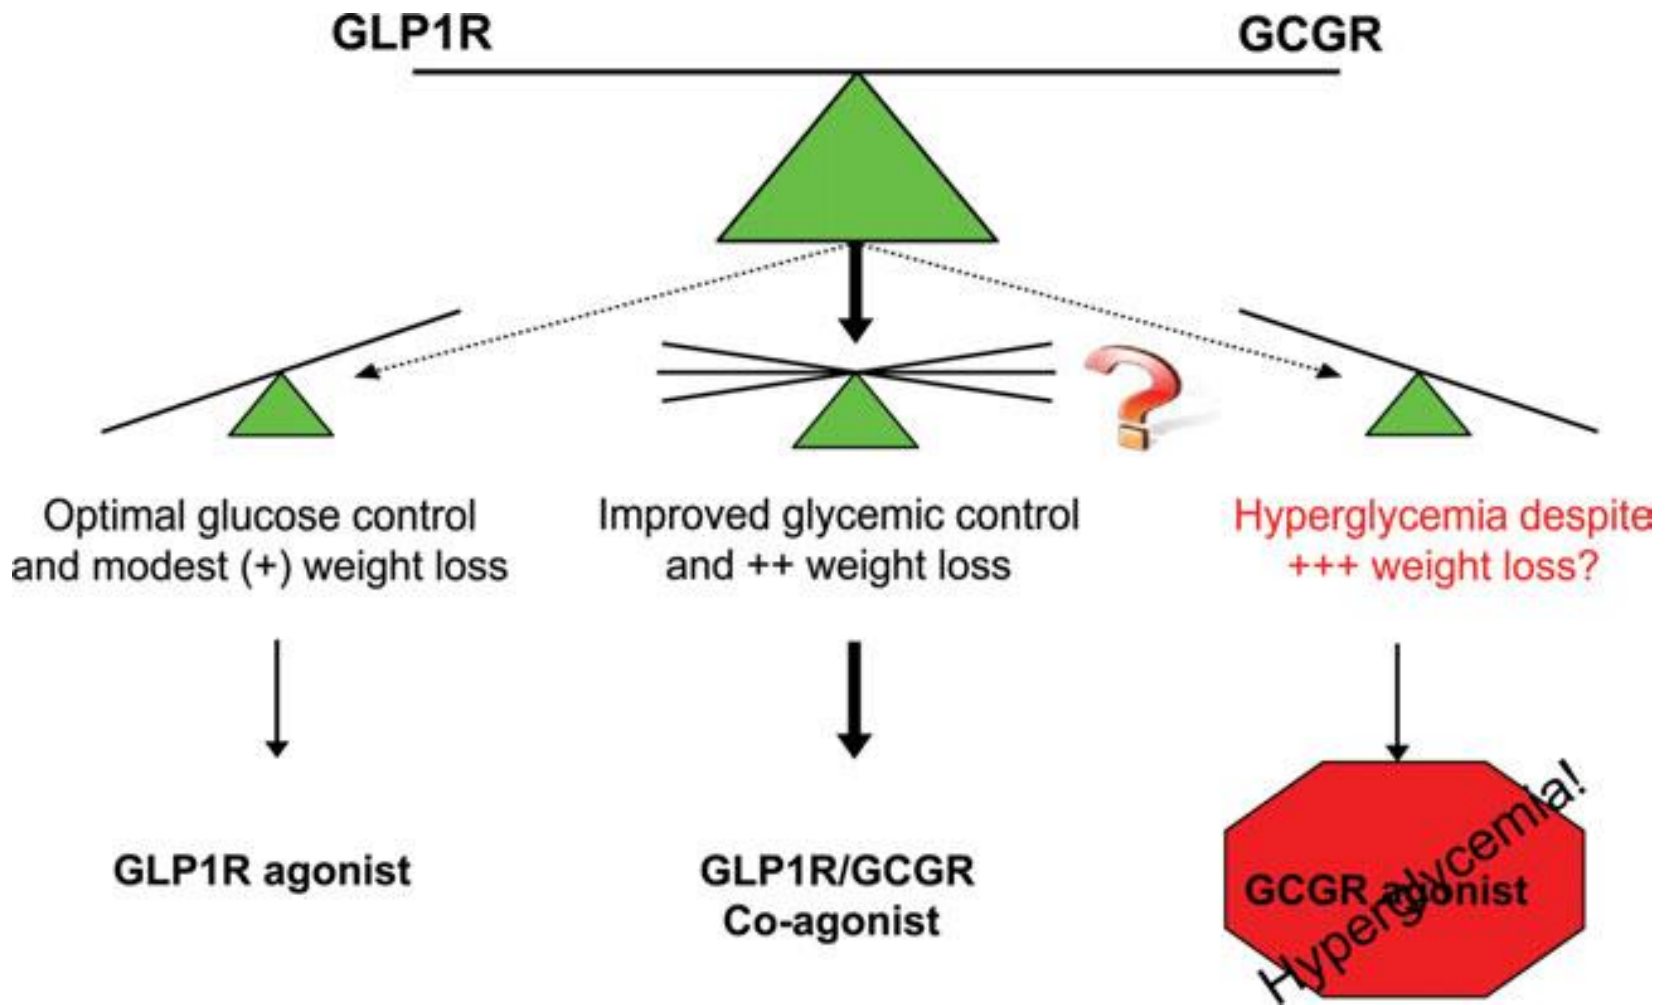 GLP1R
GCGR
?
Optimal glucose control
and modest (+) weight loss
Improved glycemic control
and ++ weight loss
Hyperglycemia despite
+++ weight loss?
GLP1R agonist
GLP1R/GCGR
Co-agonist
GCGR agonist
Hyperglycemia!